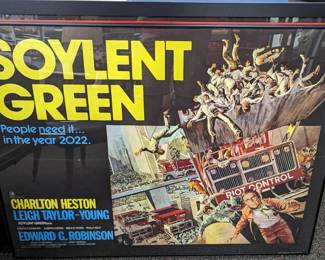 SOYLENT
GREEN
People need it...
in the year 2022.
RIOT CONTROL
CHARLTON HESTON
LEIGH TAYLOR-YOUNG
EDWARD G. ROBINSON